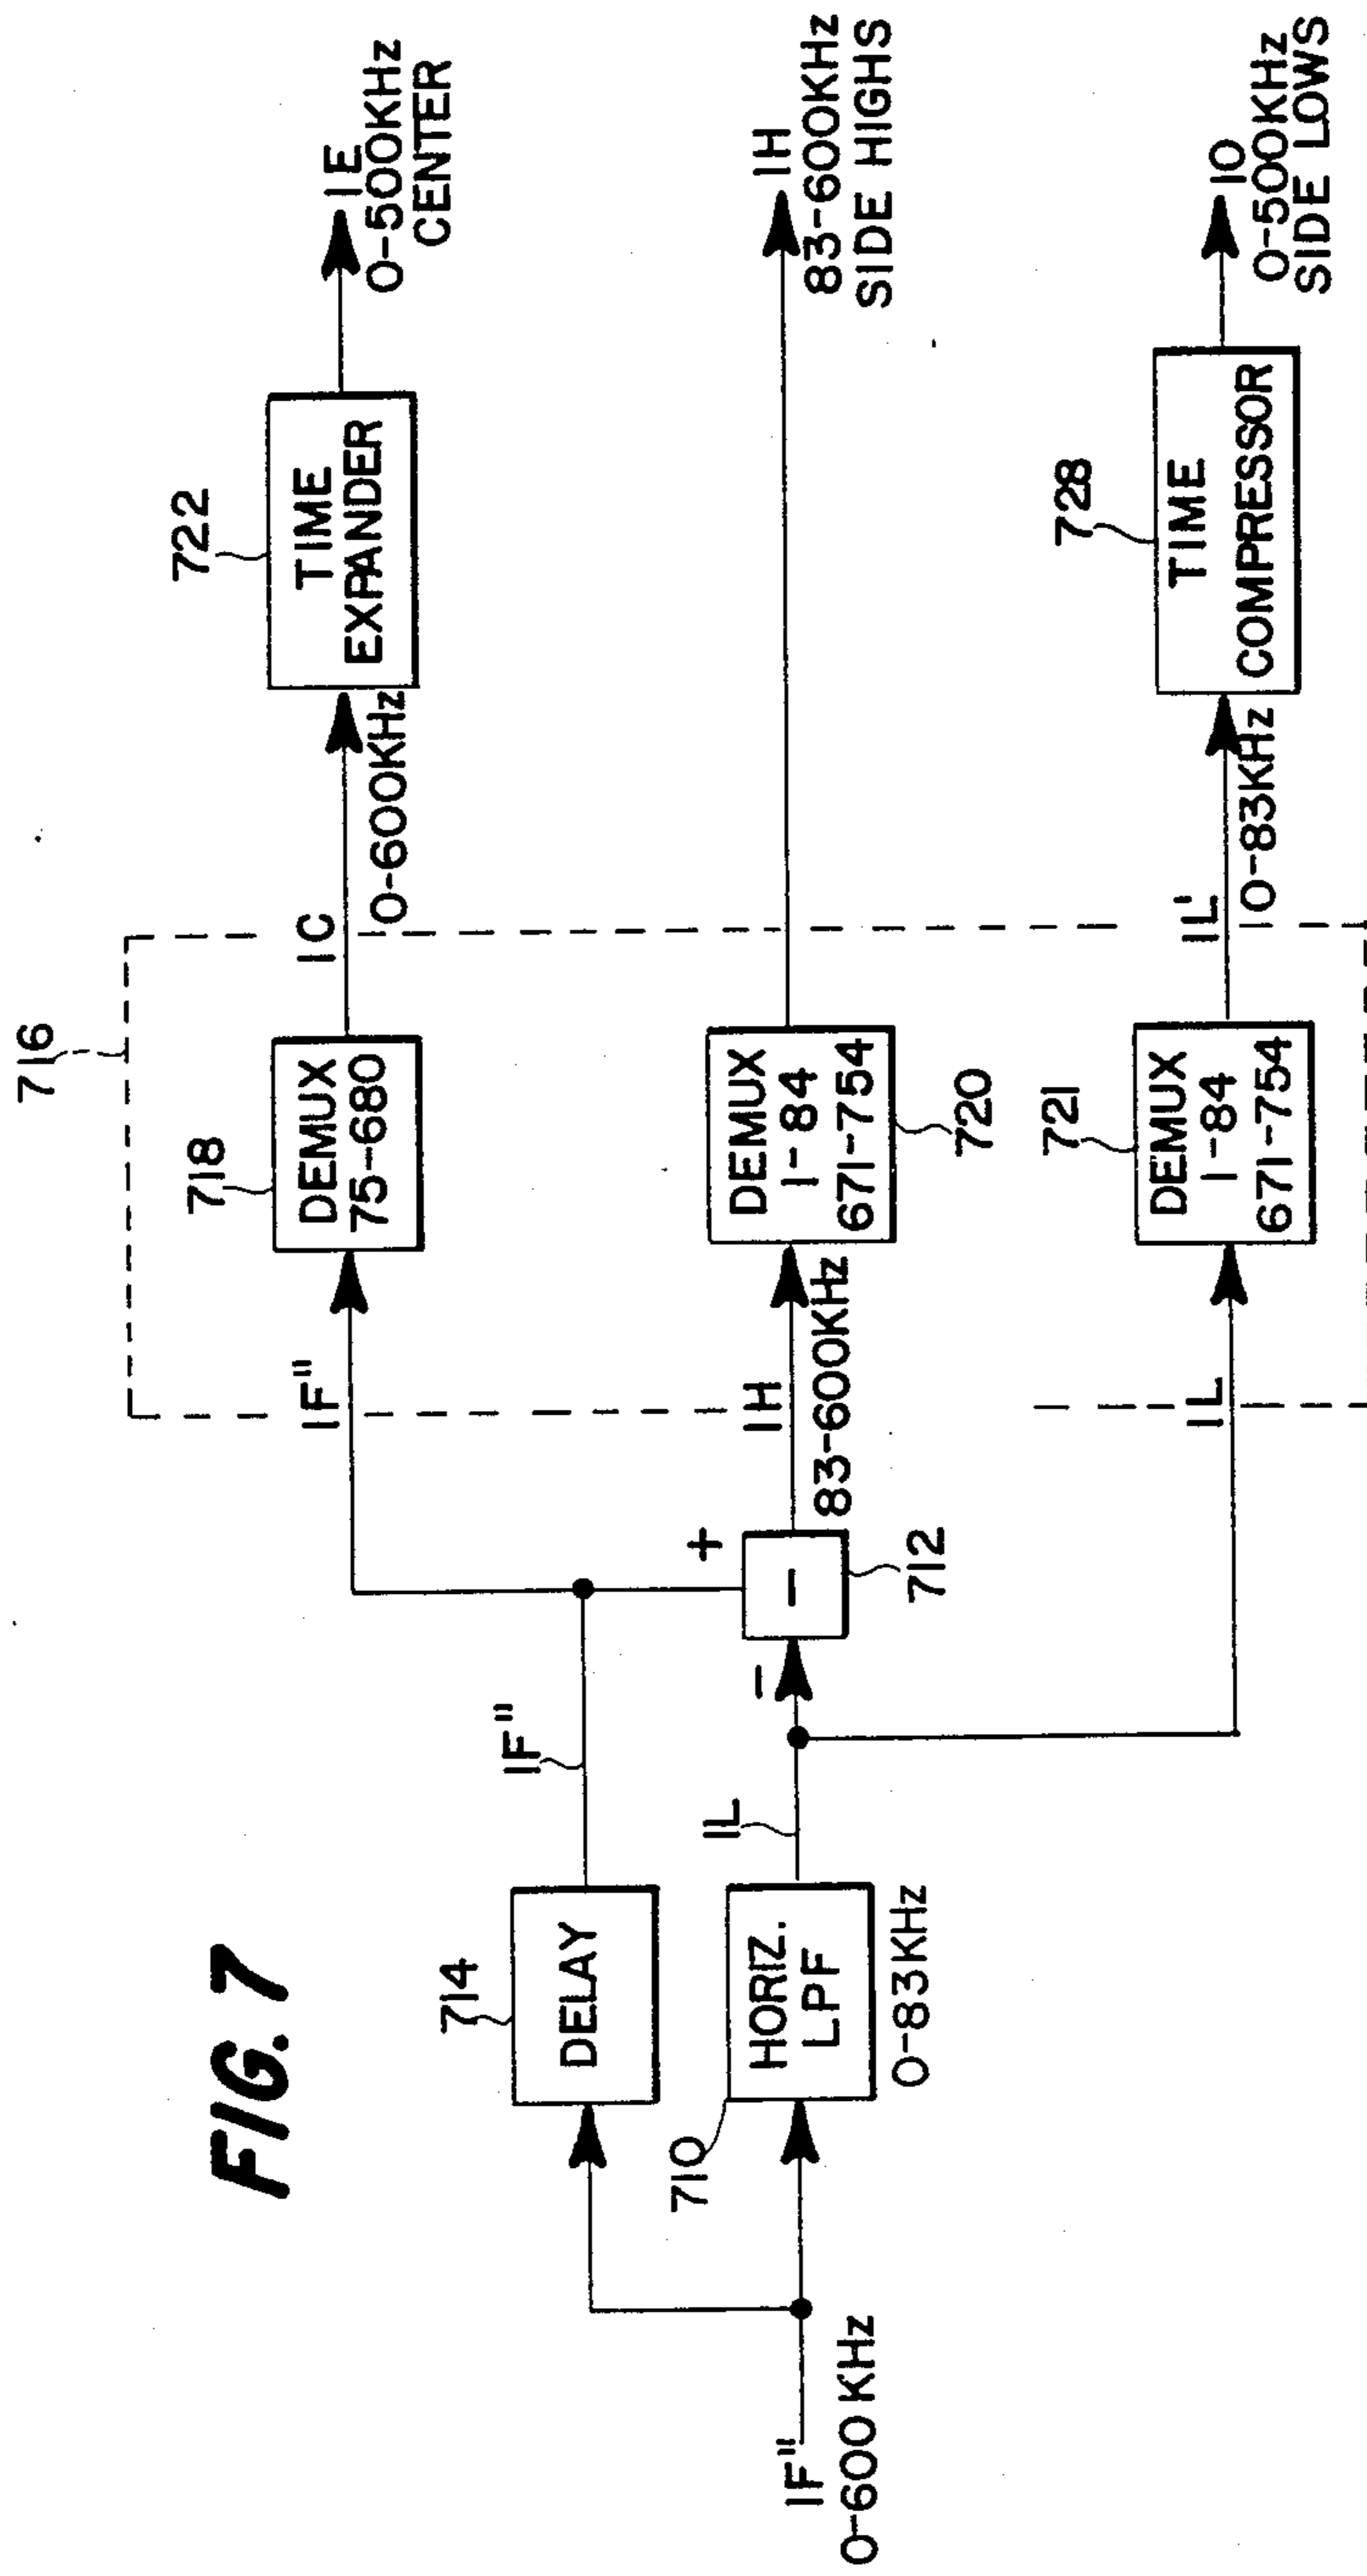 FIG. 7
IF"
0-600 KHz
714
DELAY
710
HORIZ.
LPF
0-83KHz
IF"
IL
+
-
-
712
716
IF"
IH
83-600KHz
IL
718
DEMUX
75-680
DEMUX
1-84
671-754
720
721
DEMUX
1-84
671-754
IC
0-600KHz
IL'
0-83KHz
722
TIME
EXPANDER
728
TIME
COMPRESSOR
IE
0-500KHz
CENTER
IH
83-600KHz
SIDE HIGHS
IO
0-500KHz
SIDE LOWS